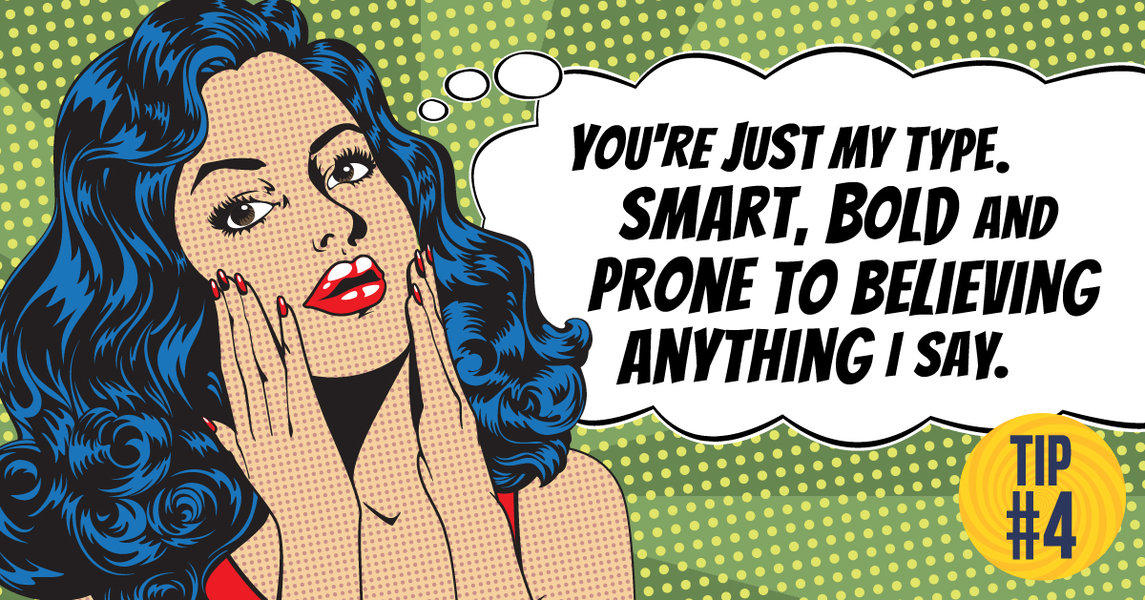 YOU'RE JUST MY TYPE.
SMART, BOLD AND
PRONE TO BELIEVING
ANYTHING I SAY.
TIP
#4